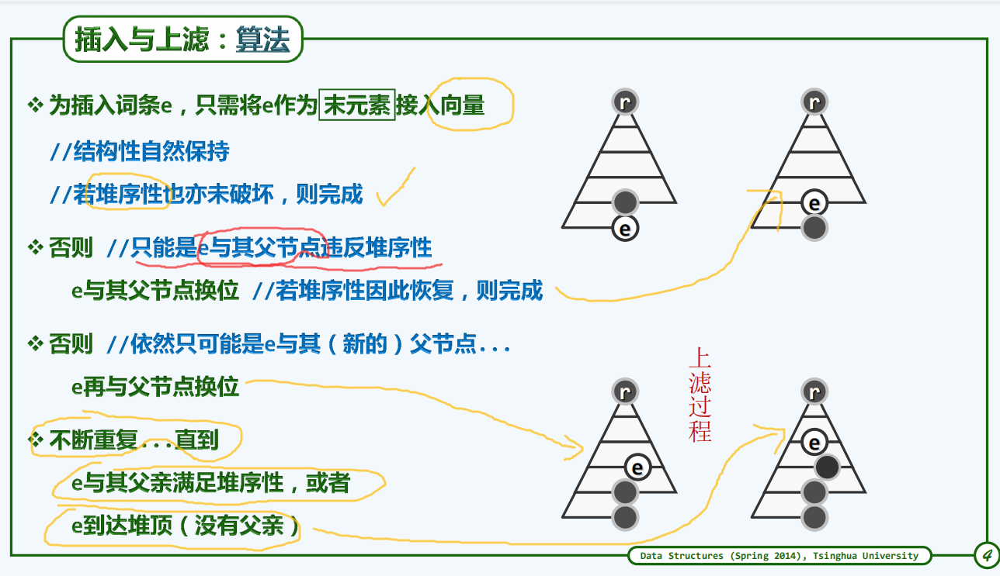 插入与上滤：算法
❖ 为插入词条e，只需将e作为 末元素 接入向量
//结构性自然保持
//若堆序性也亦未破坏，则完成
❖ 否则 //只能是e与其父节点违反堆序性
e与其父节点换位 //若堆序性因此恢复，则完成
❖ 否则 //依然只可能是e与其（新的）父节点...
e再与父节点换位
❖ 不断重复...直到
e与其父亲满足堆序性，或者
e到达堆顶（没有父亲）
r
e
r
e
上滤过程
r
e
r
e
Data Structures (Spring 2014), Tsinghua University
4